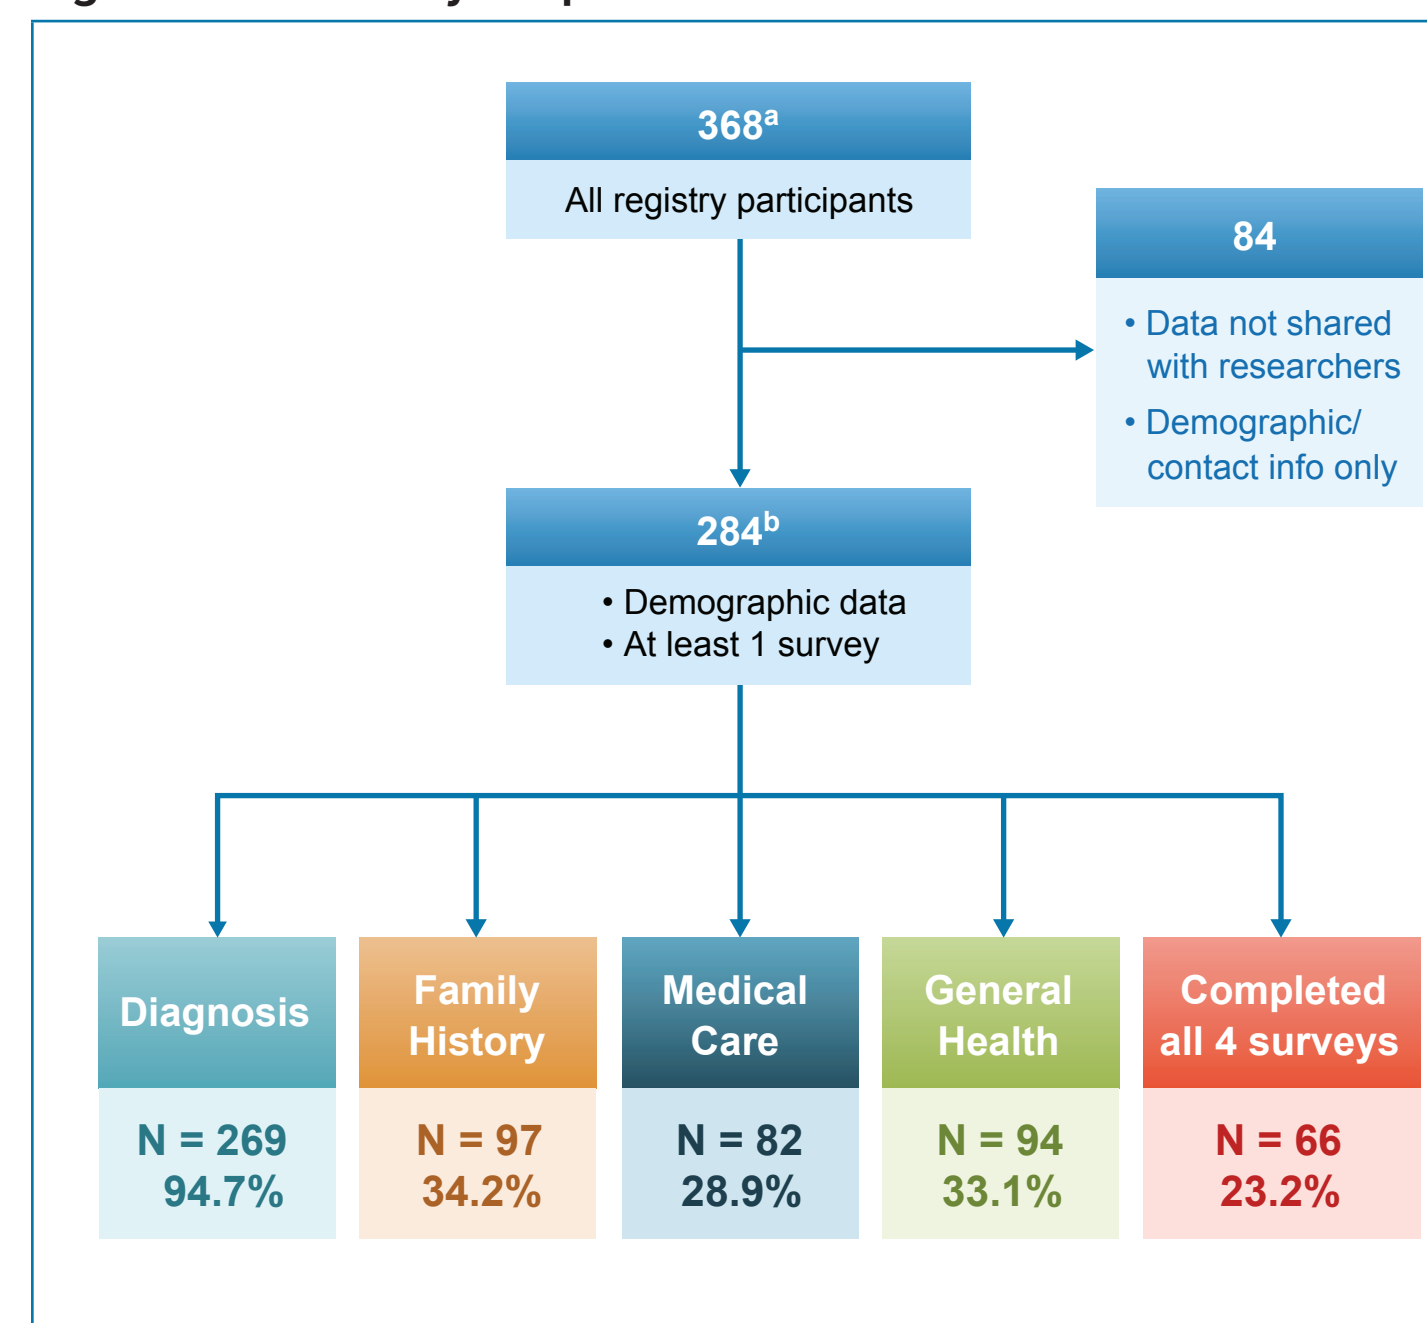 368a
All registry participants
84
• Data not shared
with researchers
• Demographic/
contact info only
284b
• Demographic data
• At least 1 survey
Diagnosis
N = 269
94.7%
Family
History
N = 97
34.2%
Medical
Care
N = 82
28.9%
General
Health
N = 94
33.1%
Completed
all 4 surveys
N = 66
23.2%